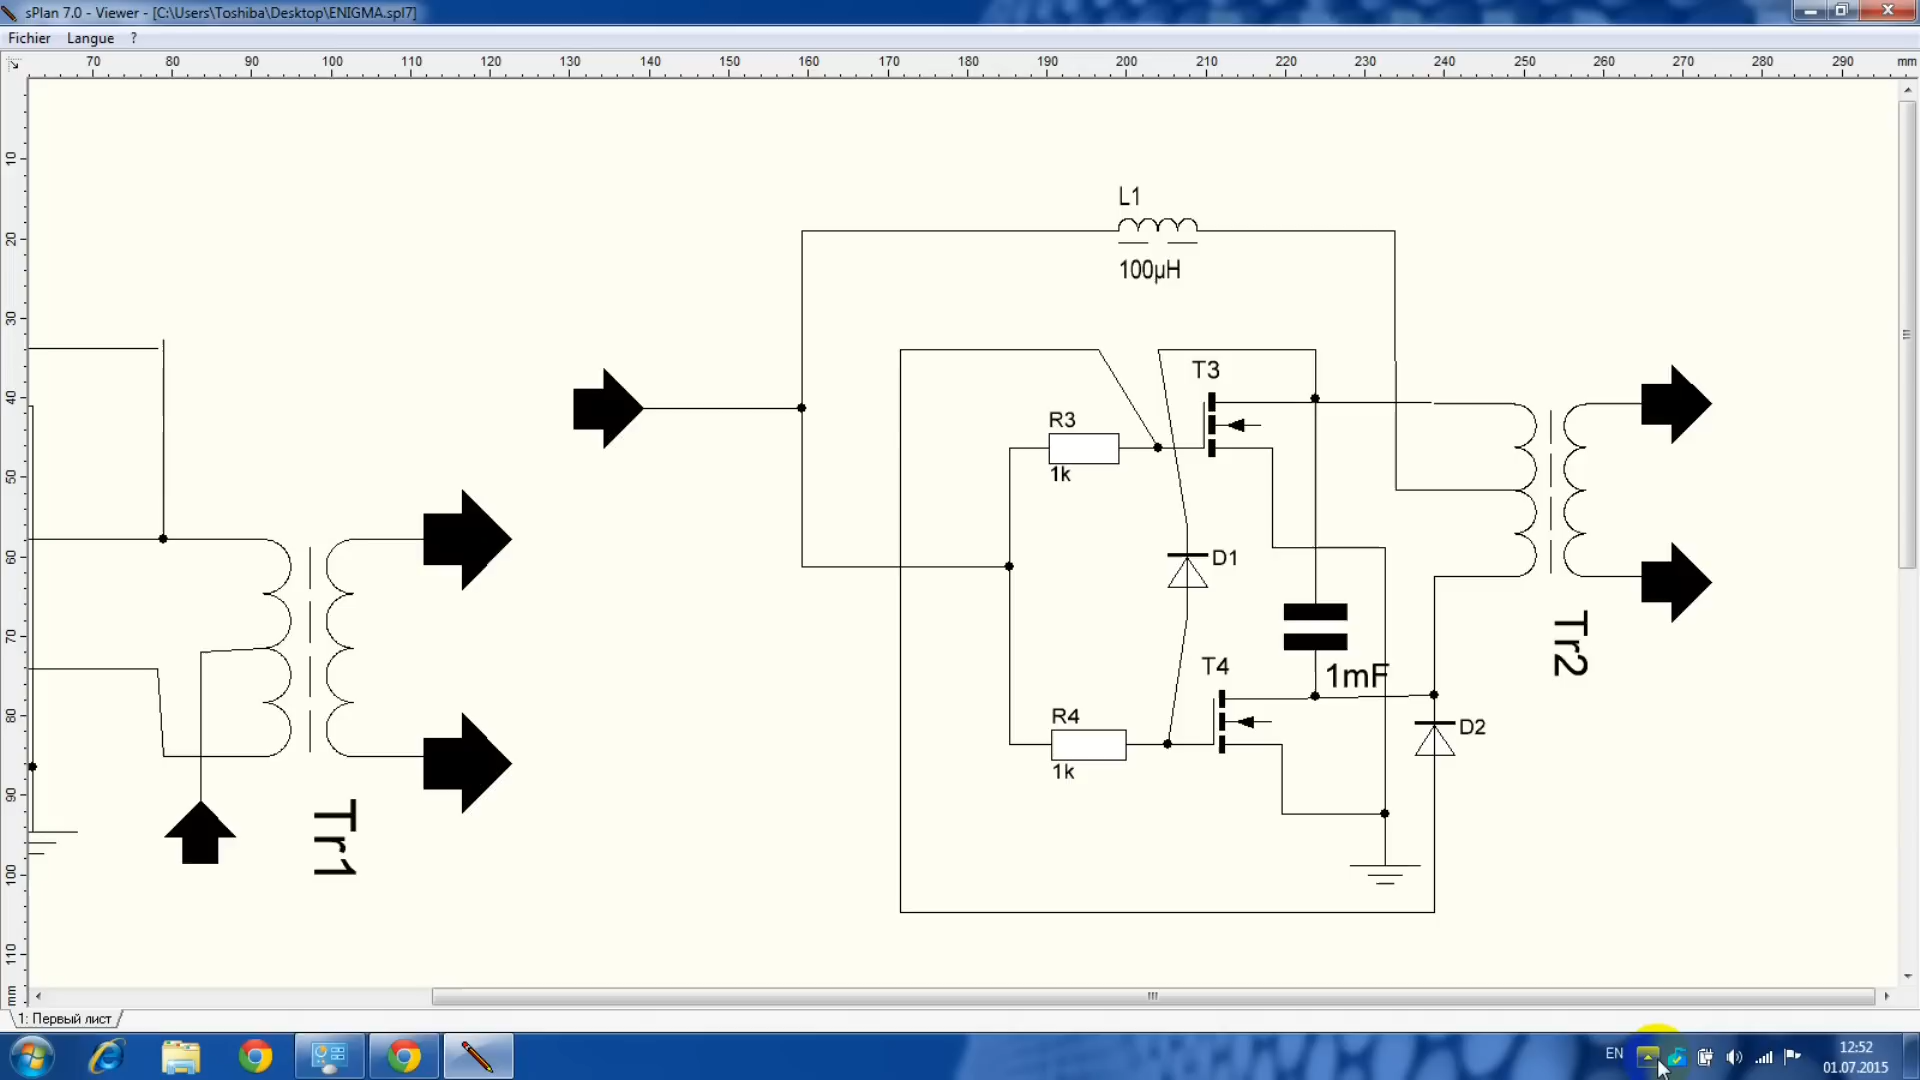 sPlan 7.0 - Viewer - [C:\Users\Toshiba\Desktop\ENIGMA.spl7]
Fichier Langue ?
70 80 90 100 110 120 130 140 150 160 170 180 190 200 210 220 230 240 250 260 270 280 290 mm
10
20
30
40
50
60
70
80
90
100
110
mm
L1
100µH
T3
R3
1k
D1
T4
1mF
R4
1k
D2
Tr2
Tr1
1: Первый лист
EN
12:52
01.07.2015